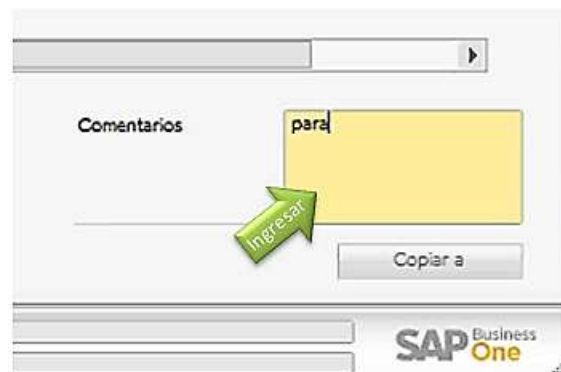 Comentarios
para
Ingresar
Copiar a
SAP Business One